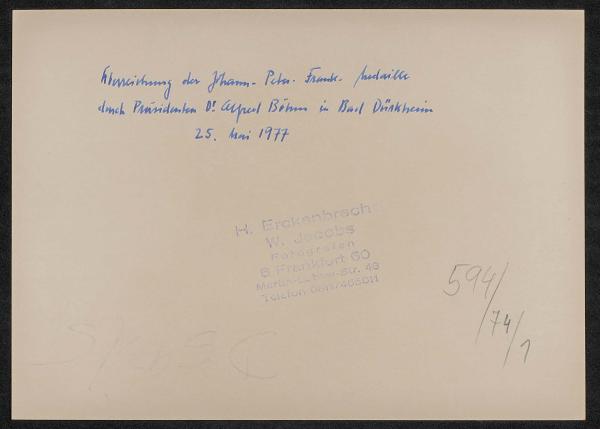 Überreichung der Johann-Peter-Frank-Medaille
durch Präsidenten Dr Alfred Böhm in Bad Dürkheim
25. Mai 1977
W. Jacobs
Fotografen
6 Frankfurt 60
Telefon
594/
/74/
1